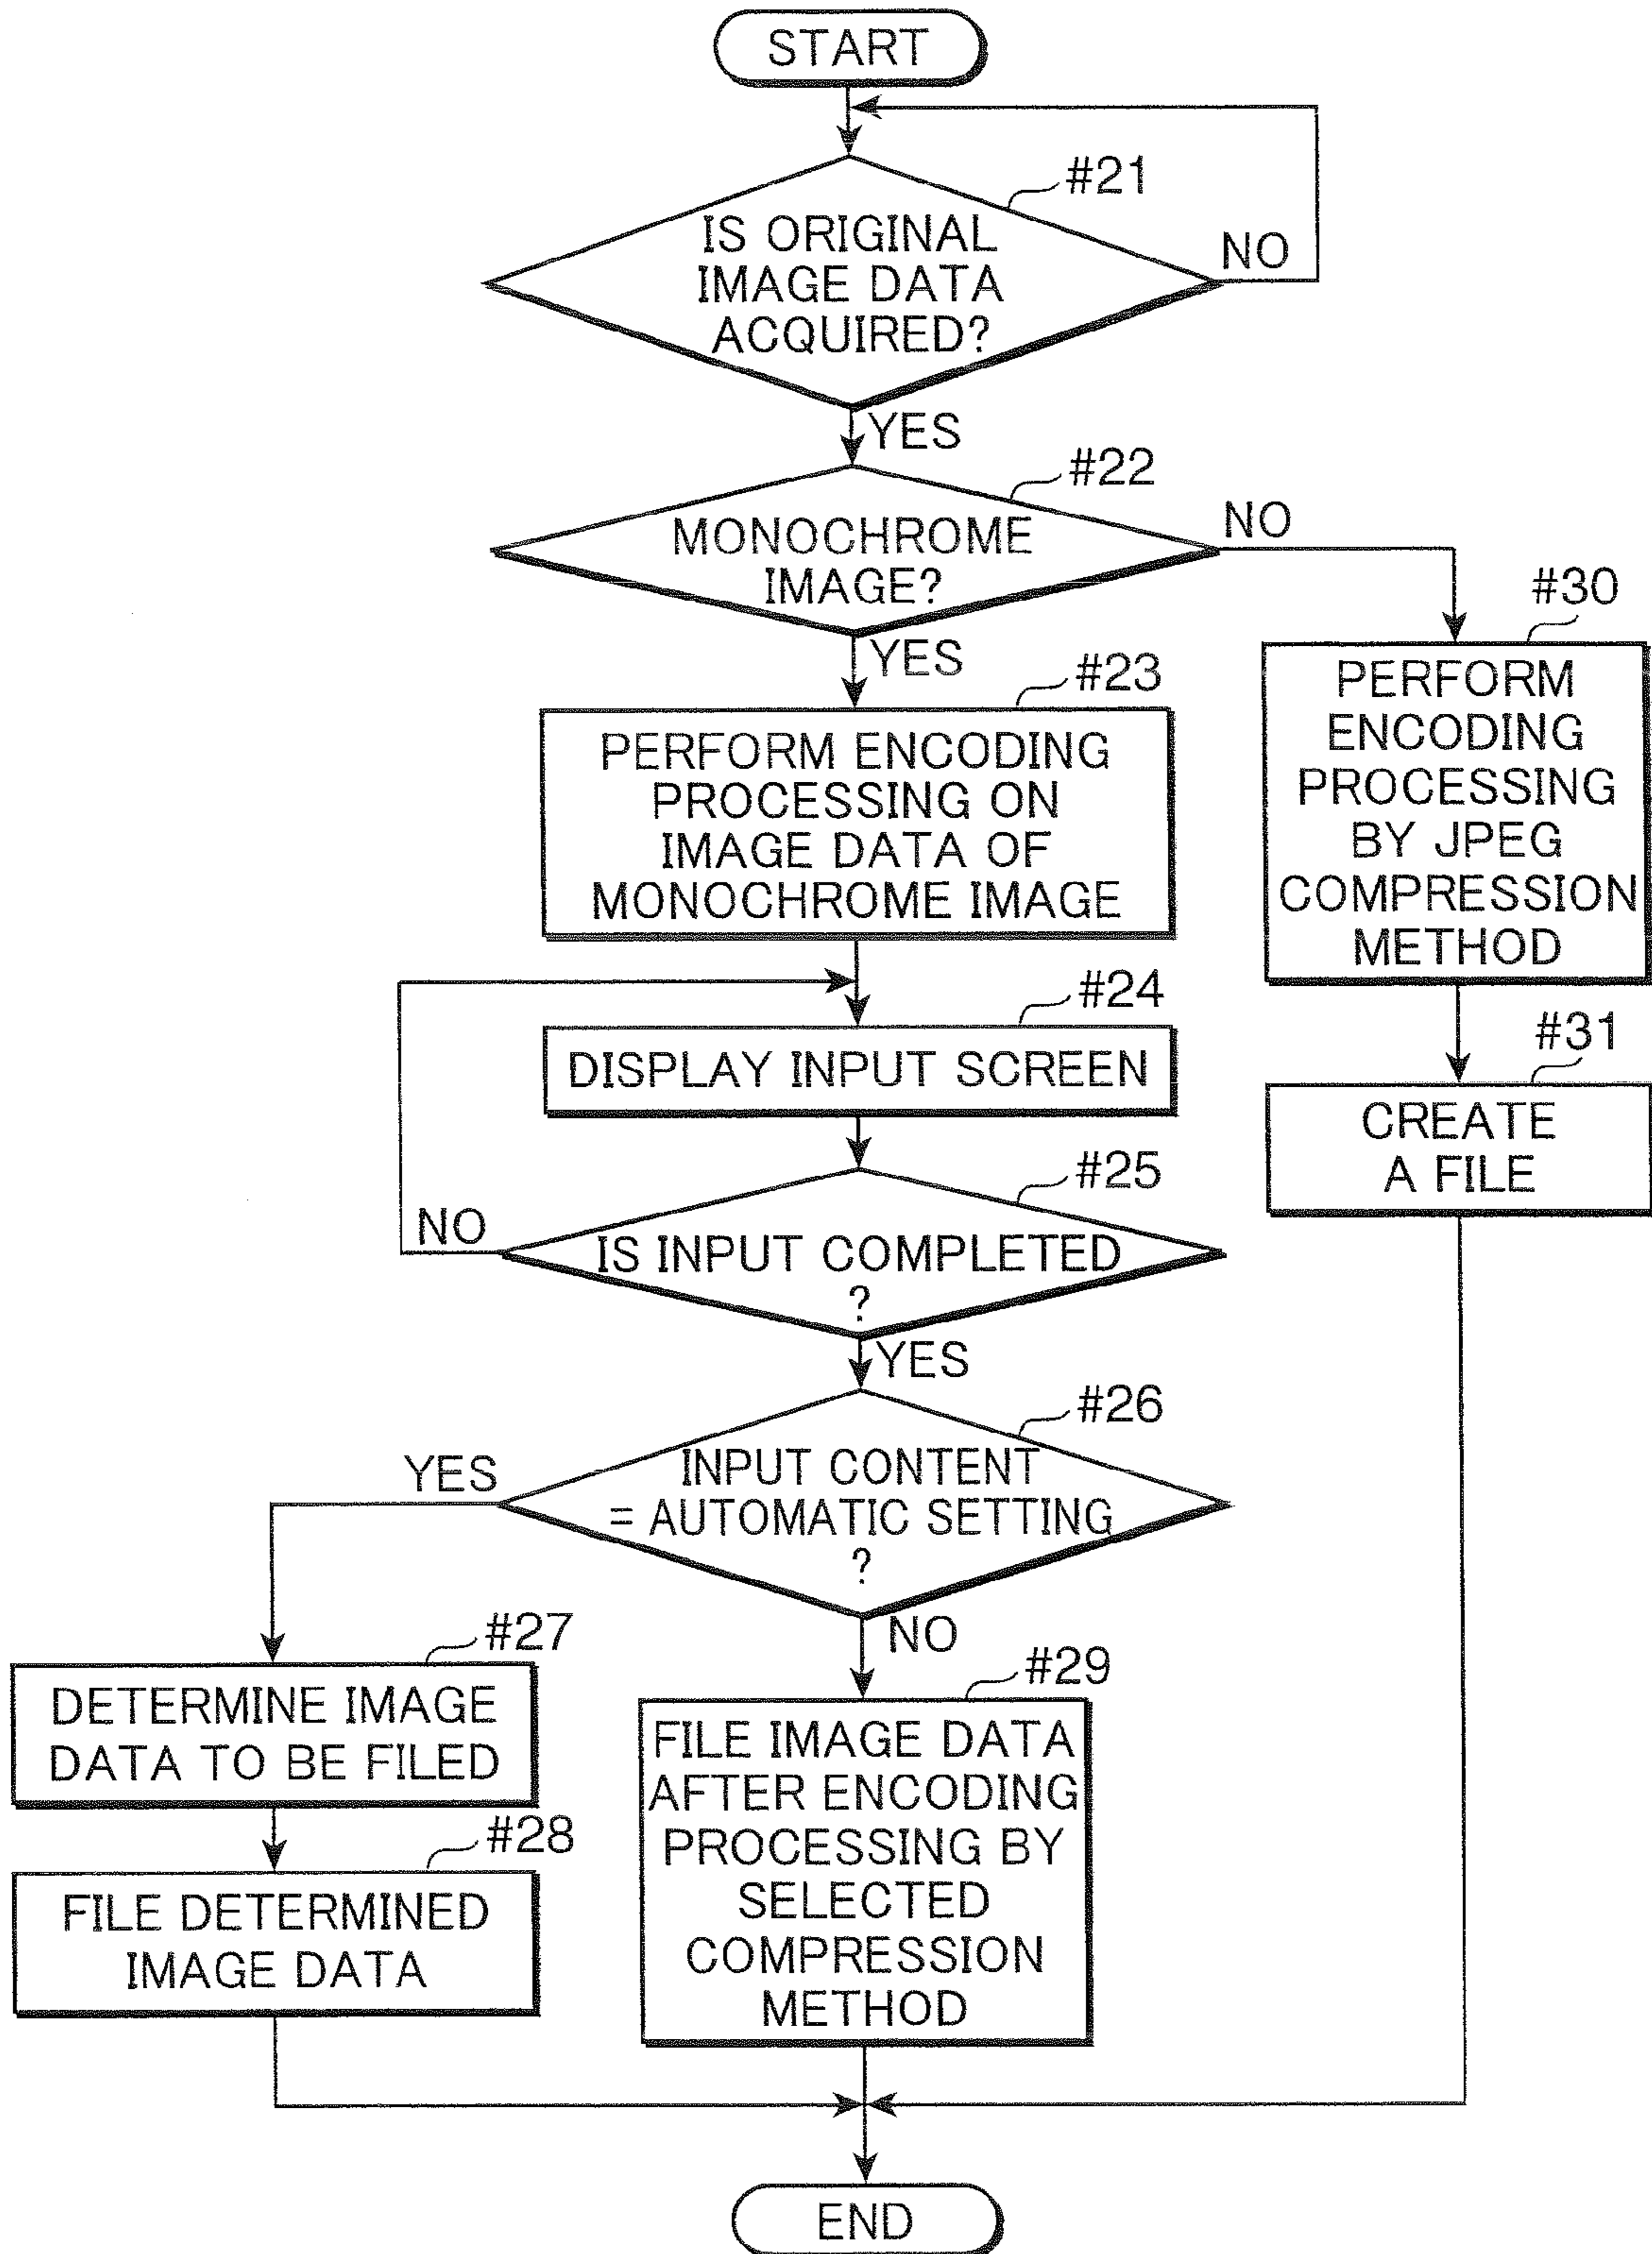 START
#21
IS ORIGINAL
IMAGE DATA
ACQUIRED?
NO
YES
#22
MONOCHROME
IMAGE?
NO
YES
#23
PERFORM ENCODING
PROCESSING ON
IMAGE DATA OF
MONOCHROME IMAGE
#30
PERFORM
ENCODING
PROCESSING
BY JPEG
COMPRESSION
METHOD
#24
DISPLAY INPUT SCREEN
#31
CREATE
A FILE
#25
IS INPUT COMPLETED
?
NO
YES
#26
INPUT CONTENT
= AUTOMATIC SETTING
?
YES
NO
#27
DETERMINE IMAGE
DATA TO BE FILED
#28
FILE DETERMINED
IMAGE DATA
#29
FILE IMAGE DATA
AFTER ENCODING
PROCESSING BY
SELECTED
COMPRESSION
METHOD
END